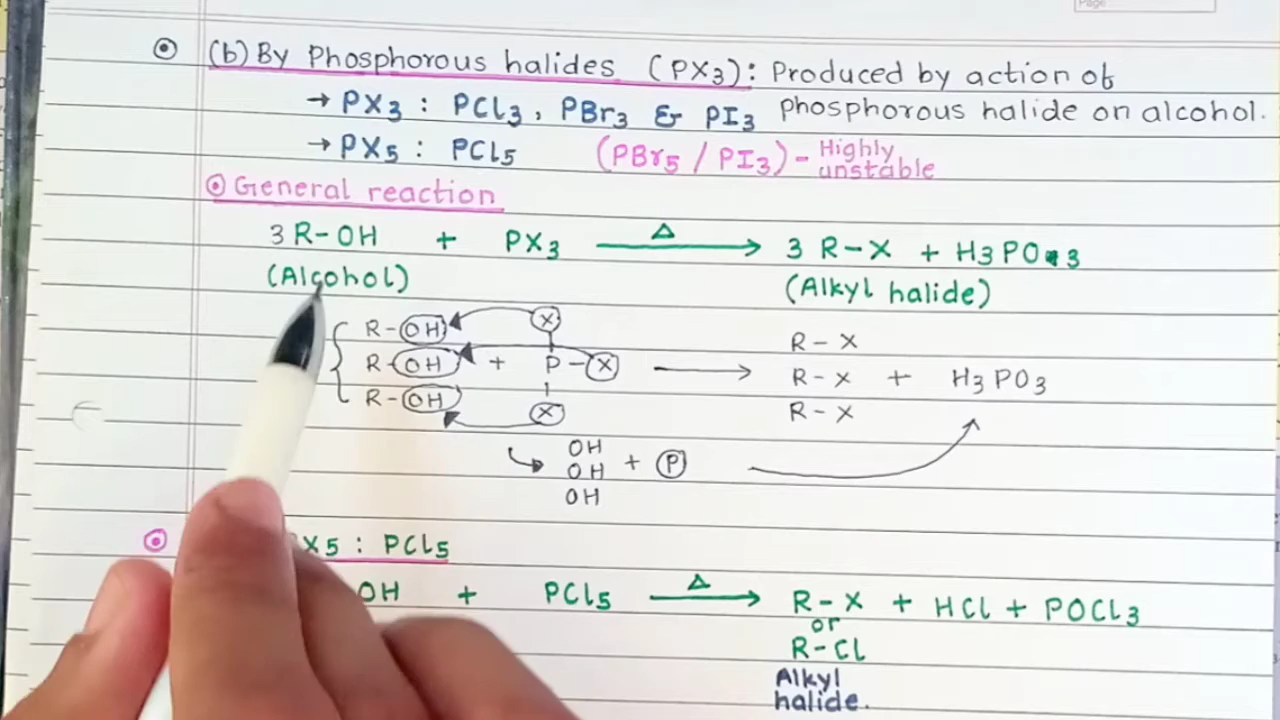 Page
(b) By Phosphorous halides (PX3): Produced by action of
→ PX3 : PCl3, PBr3 & PI3 phosphorous halide on alcohol.
→ PX5 : PCl5 (PBr5 / PI3) - Highly unstable
General reaction
3 R-OH + PX3 —Δ→ 3 R-X + H3PO3
(Alcohol) (Alkyl halide)
R-OH X R-X
R-OH + P-X → R-X + H3PO3
R-OH X R-X
OH
OH + P
OH
X5 : PCl5
OH + PCl5 —Δ→ R-X + HCl + POCl3
or
R-Cl
Alkyl
halide.